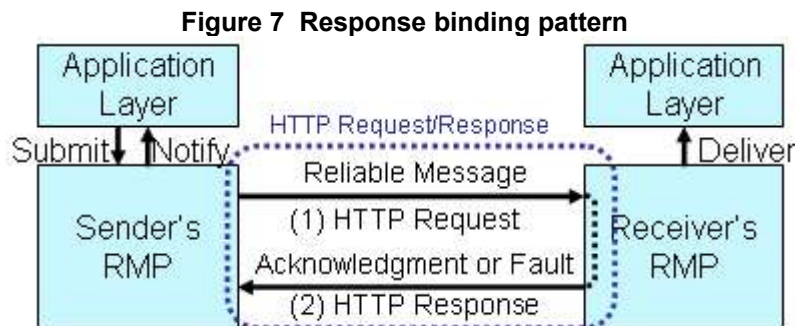 Figure 7 Response binding pattern
Application
Layer
Application
Layer
HTTP Request/Response
Submit
Notify
Deliver
Reliable Message
(1) HTTP Request
Sender's
RMP
Receiver's
RMP
Acknowledgment or Fault
(2) HTTP Response